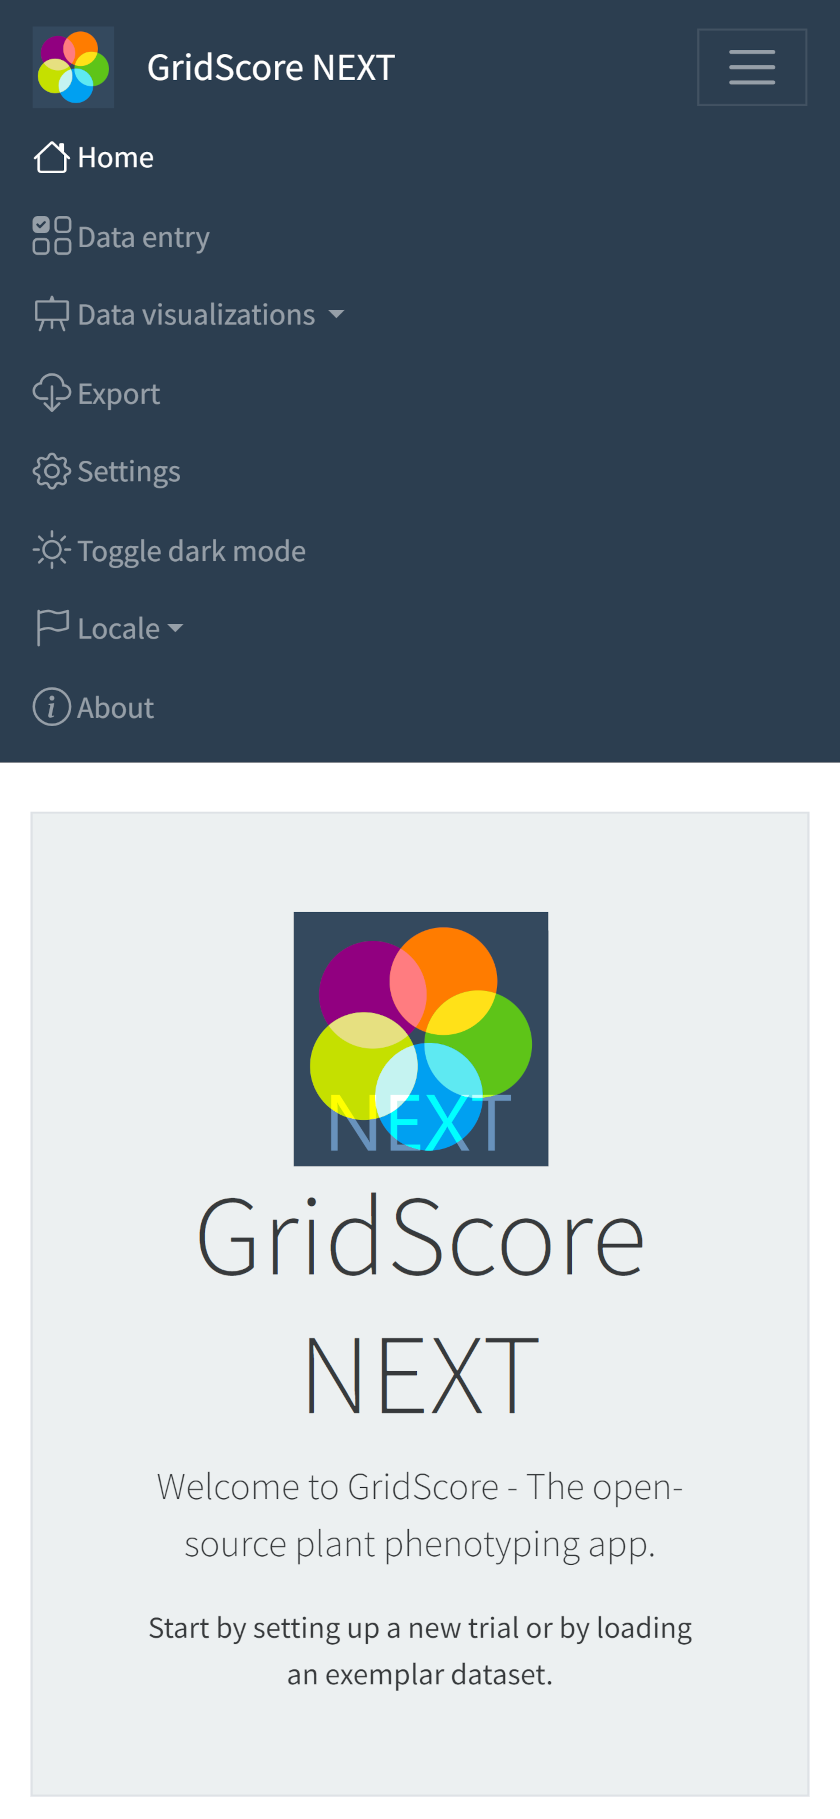 GridScore NEXT
Home
Data entry
Data visualizations
Export
Settings
Toggle dark mode
Locale
About
NEXT
GridScore
NEXT
Welcome to GridScore - The open-
source plant phenotyping app.
Start by setting up a new trial or by loading
an exemplar dataset.